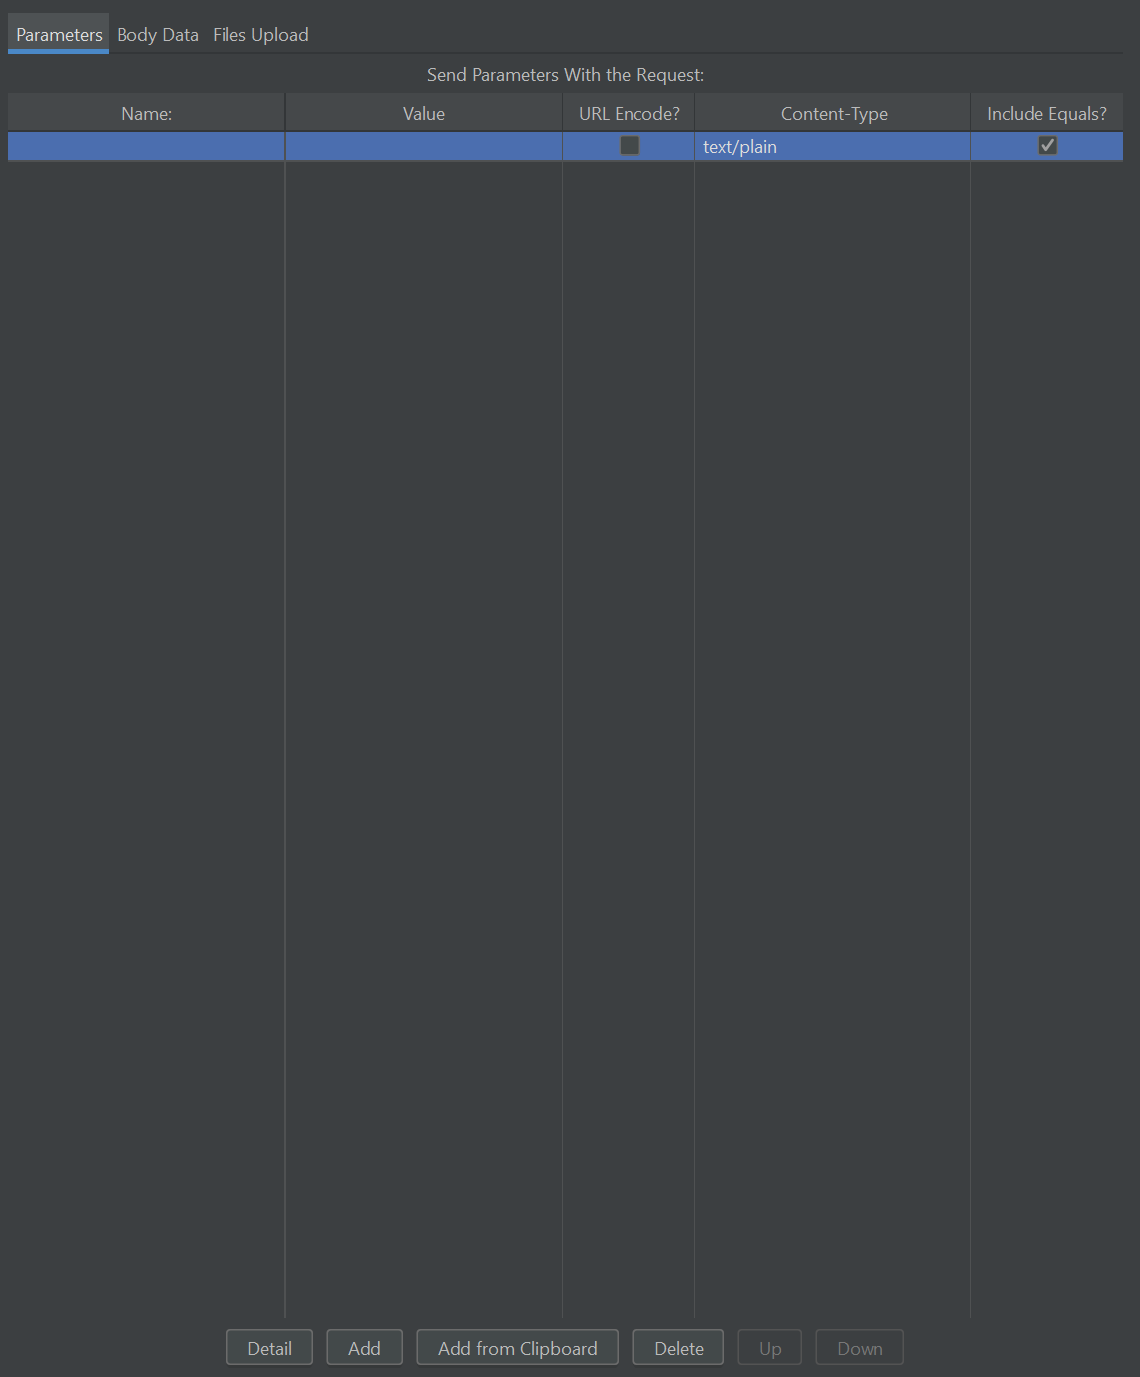 Parameters Body Data Files Upload
Send Parameters With the Request:
Name: Value URL Encode? Content-Type Include Equals?
text/plain
Detail Add Add from Clipboard Delete Up Down